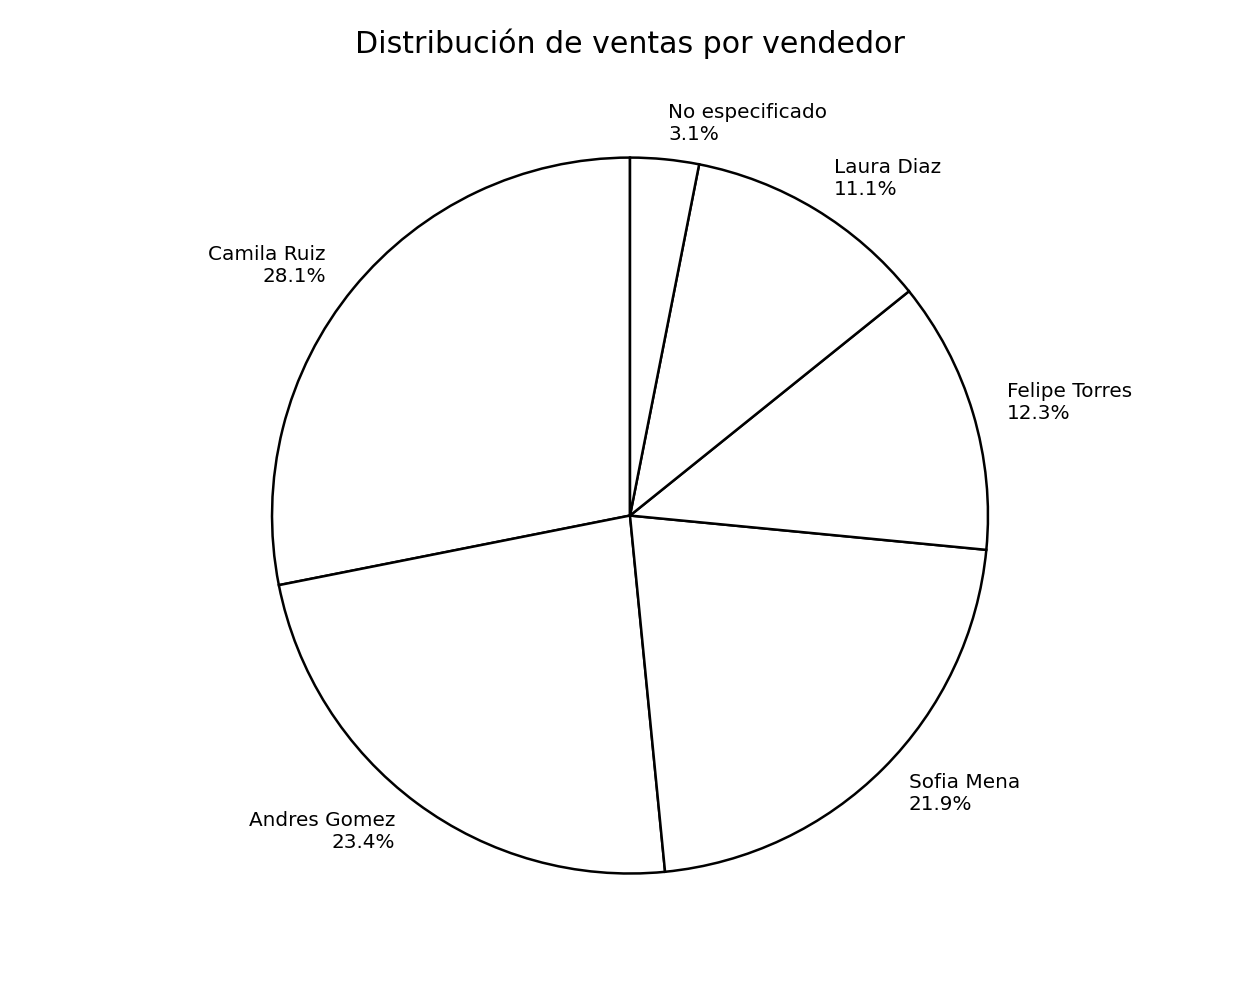 Distribución de ventas por vendedor
No especificado
3.1%
Laura Diaz
11.1%
Camila Ruiz
28.1%
Felipe Torres
12.3%
Sofia Mena
21.9%
Andres Gomez
23.4%